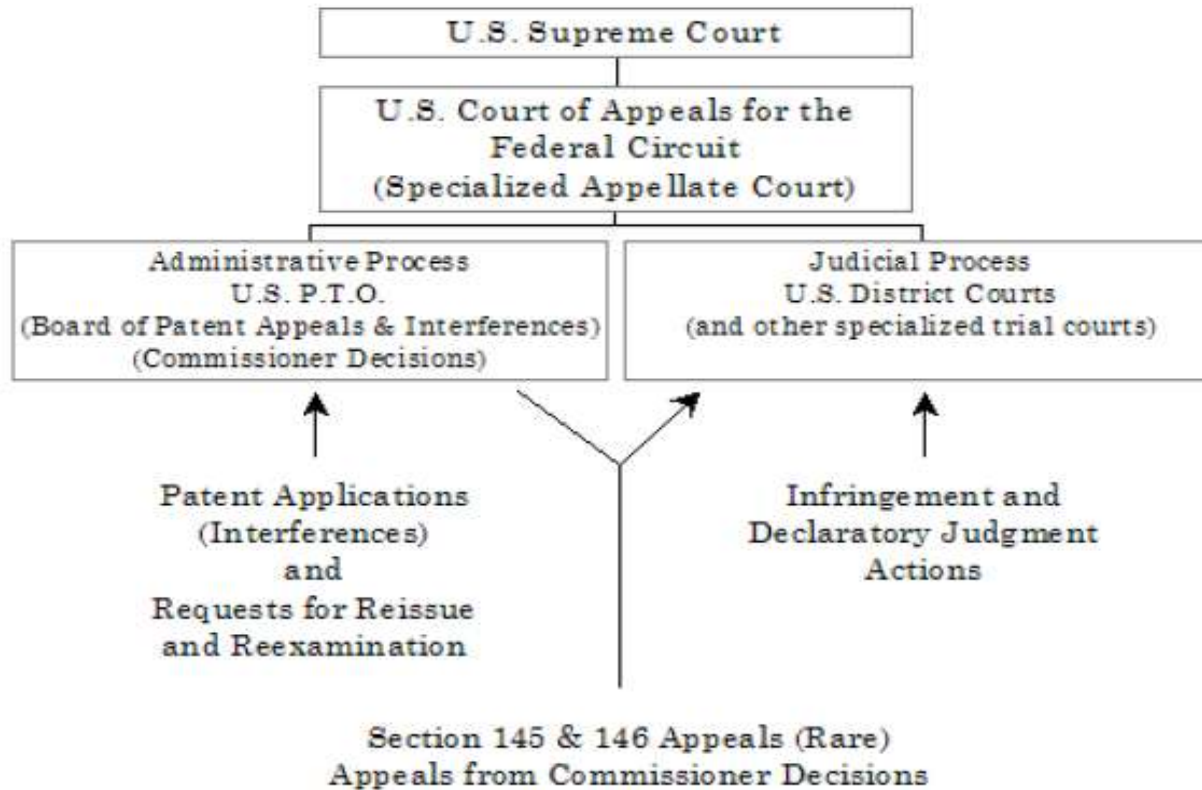 U.S. Supreme Court
U.S. Court of Appeals for the
Federal Circuit
(Specialized Appellate Court)
Administrative Process
U.S. P.T.O.
(Board of Patent Appeals & Interferences)
(Commissioner Decisions)
Judicial Process
U.S. District Courts
(and other specialized trial courts)
Patent Applications
(Interferences)
and
Requests for Reissue
and Reexamination
Infringement and
Declaratory Judgment
Actions
Section 145 & 146 Appeals (Rare)
Appeals from Commissioner Decisions